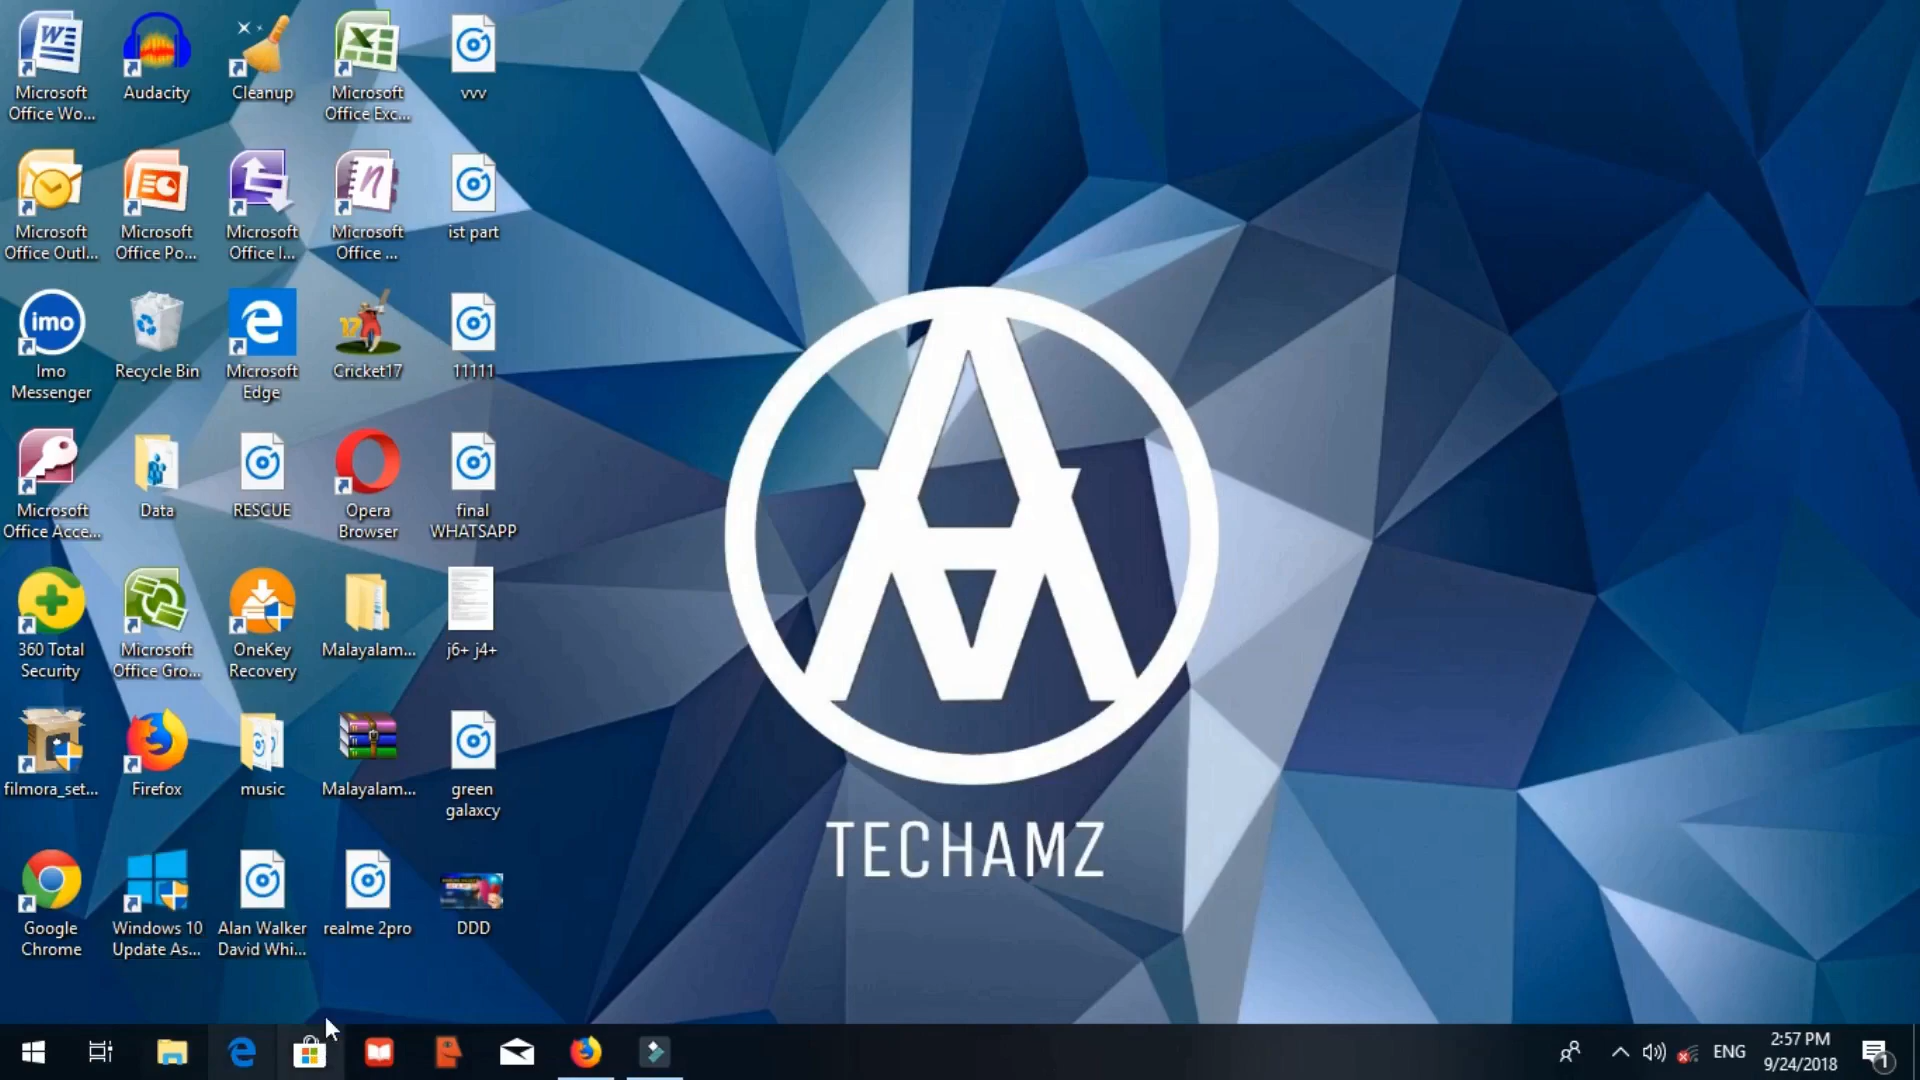 Microsoft
Office Wo...
Audacity
Cleanup
Microsoft
Office Exc...
vvv
Microsoft
Office Outl...
Microsoft
Office Po...
Microsoft
Office I...
Microsoft
Office ...
ist part
imo
Imo
Messenger
Recycle Bin
Microsoft
Edge
17
Cricket17
11111
Microsoft
Office Acce...
Data
RESCUE
Opera
Browser
final
WHATSAPP
360 Total
Security
Microsoft
Office Gro...
OneKey
Recovery
Malayalam...
j6+ j4+
filmora_set...
Firefox
music
Malayalam...
green
galaxcy
TECHAMZ
Google
Chrome
Windows 10
Update As...
Alan Walker
David Whi...
realme 2pro
DDD
ENG
2:57 PM
9/24/2018
1